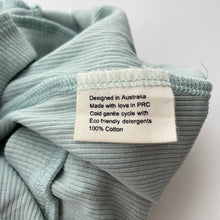 Designed in Australia
Made with love in PRC
Cold gentle cycle with
Eco friendly detergents
100% Cotton